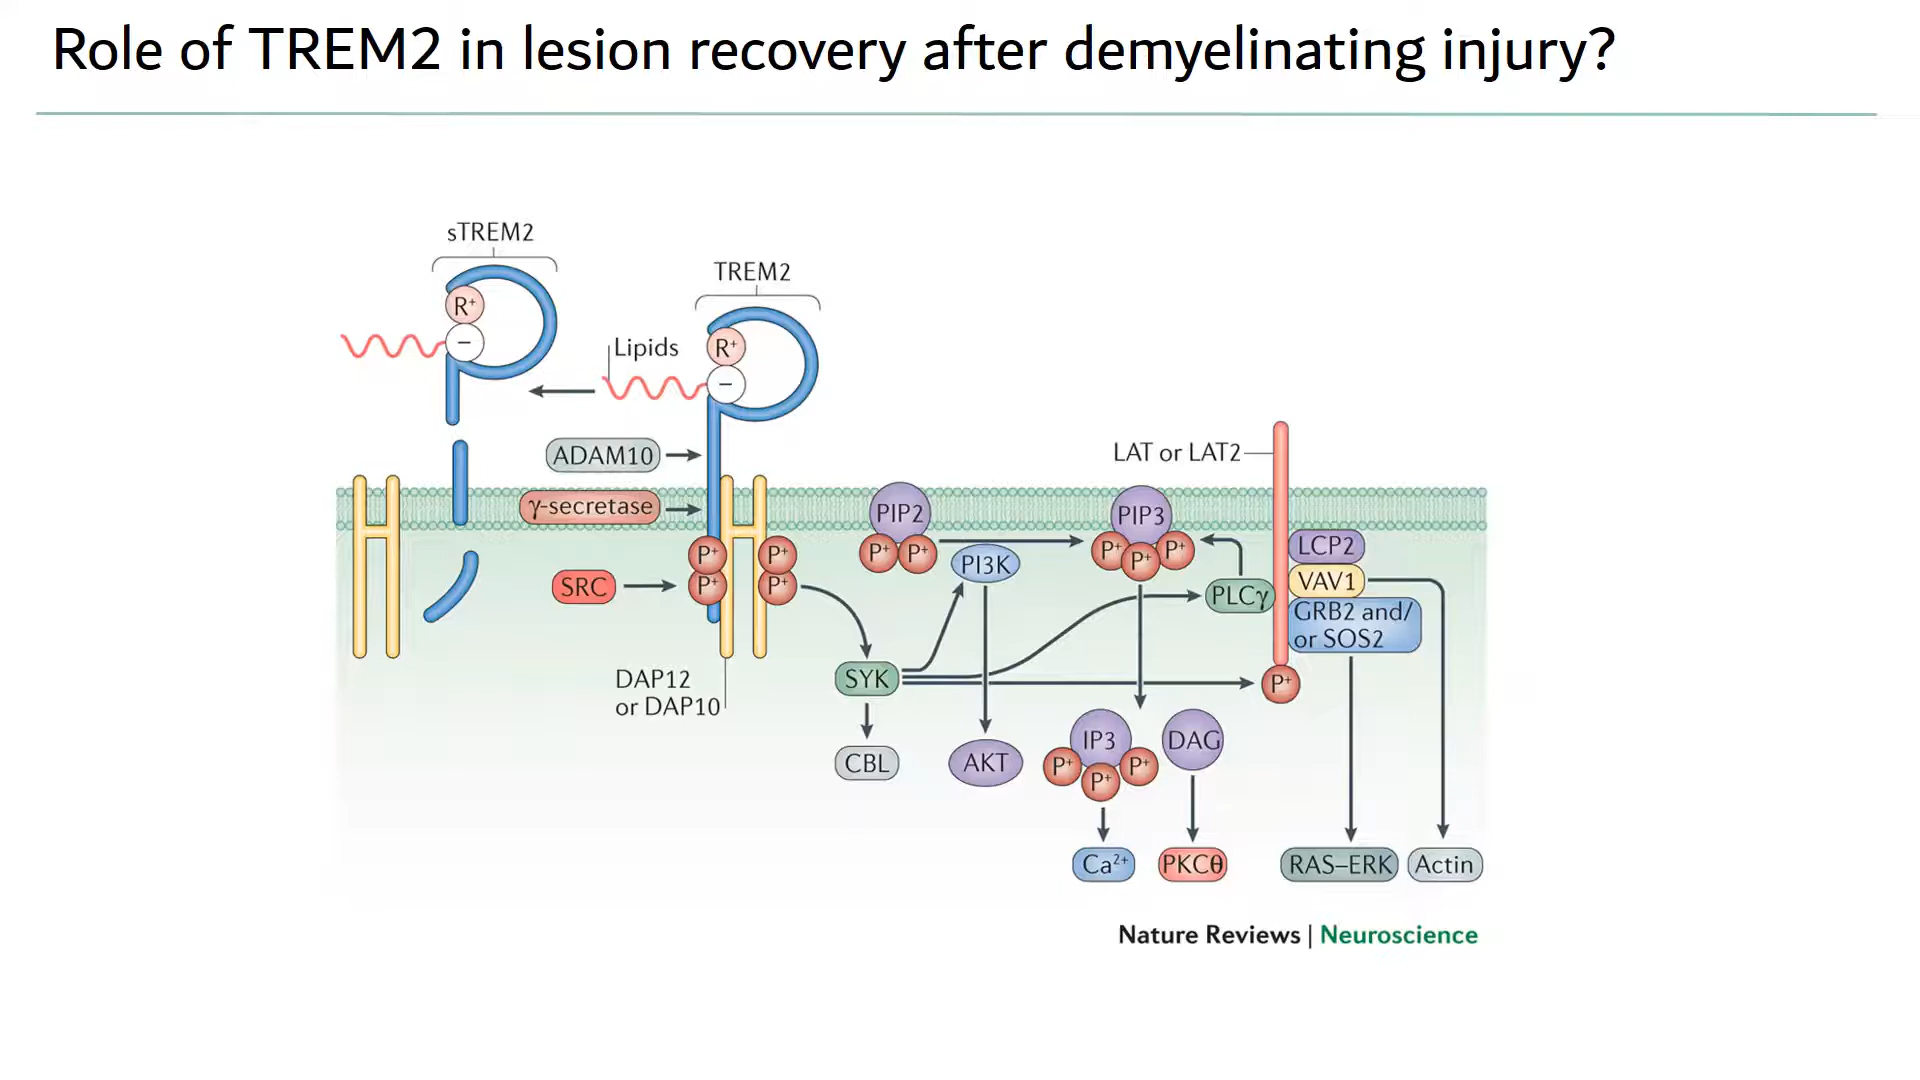 Role of TREM2 in lesion recovery after demyelinating injury?
sTREM2
TREM2
R⁺
R⁺
Lipids
−
−
ADAM10
LAT or LAT2
γ-secretase
PIP2
PIP3
P⁺ P⁺
P⁺ P⁺ P⁺
P⁺ P⁺
P⁺ P⁺
PI3K
LCP2
VAV1
SRC
PLCγ
GRB2 and/
or SOS2
DAP12
or DAP10
SYK
P⁺
CBL
AKT
IP3
DAG
P⁺ P⁺ P⁺
Ca²⁺
PKCθ
RAS–ERK
Actin
Nature Reviews | Neuroscience